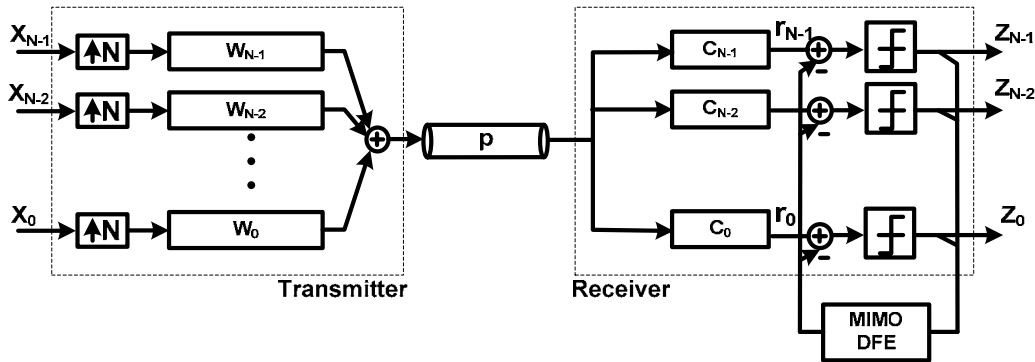 X_{N-1} ↑N W_{N-1} C_{N-1} r_{N-1} + - Z_{N-1}
X_{N-2} ↑N W_{N-2} C_{N-2} + - Z_{N-2}
+ p
X_0 ↑N W_0 C_0 r_0 + - Z_0
Transmitter Receiver
MIMO
DFE